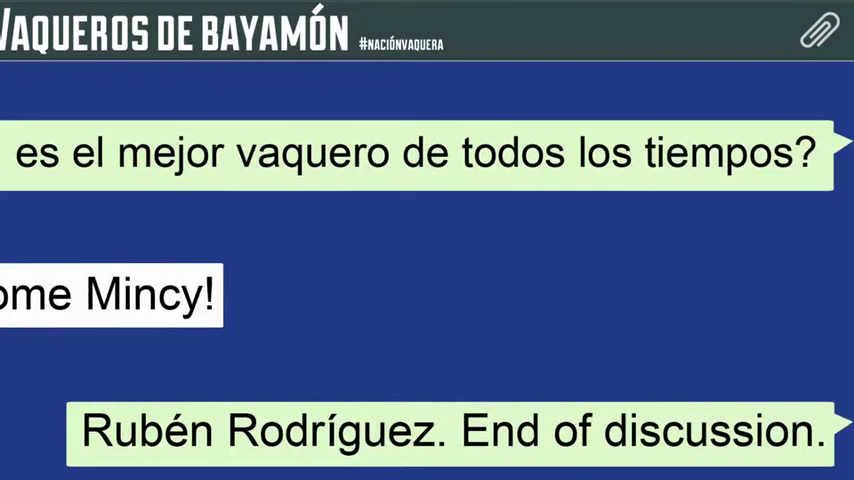 VAQUEROS DE BAYAMÓN #NACIÓNVAQUERA
es el mejor vaquero de todos los tiempos?
Mincy!
Rubén Rodríguez. End of discussion.